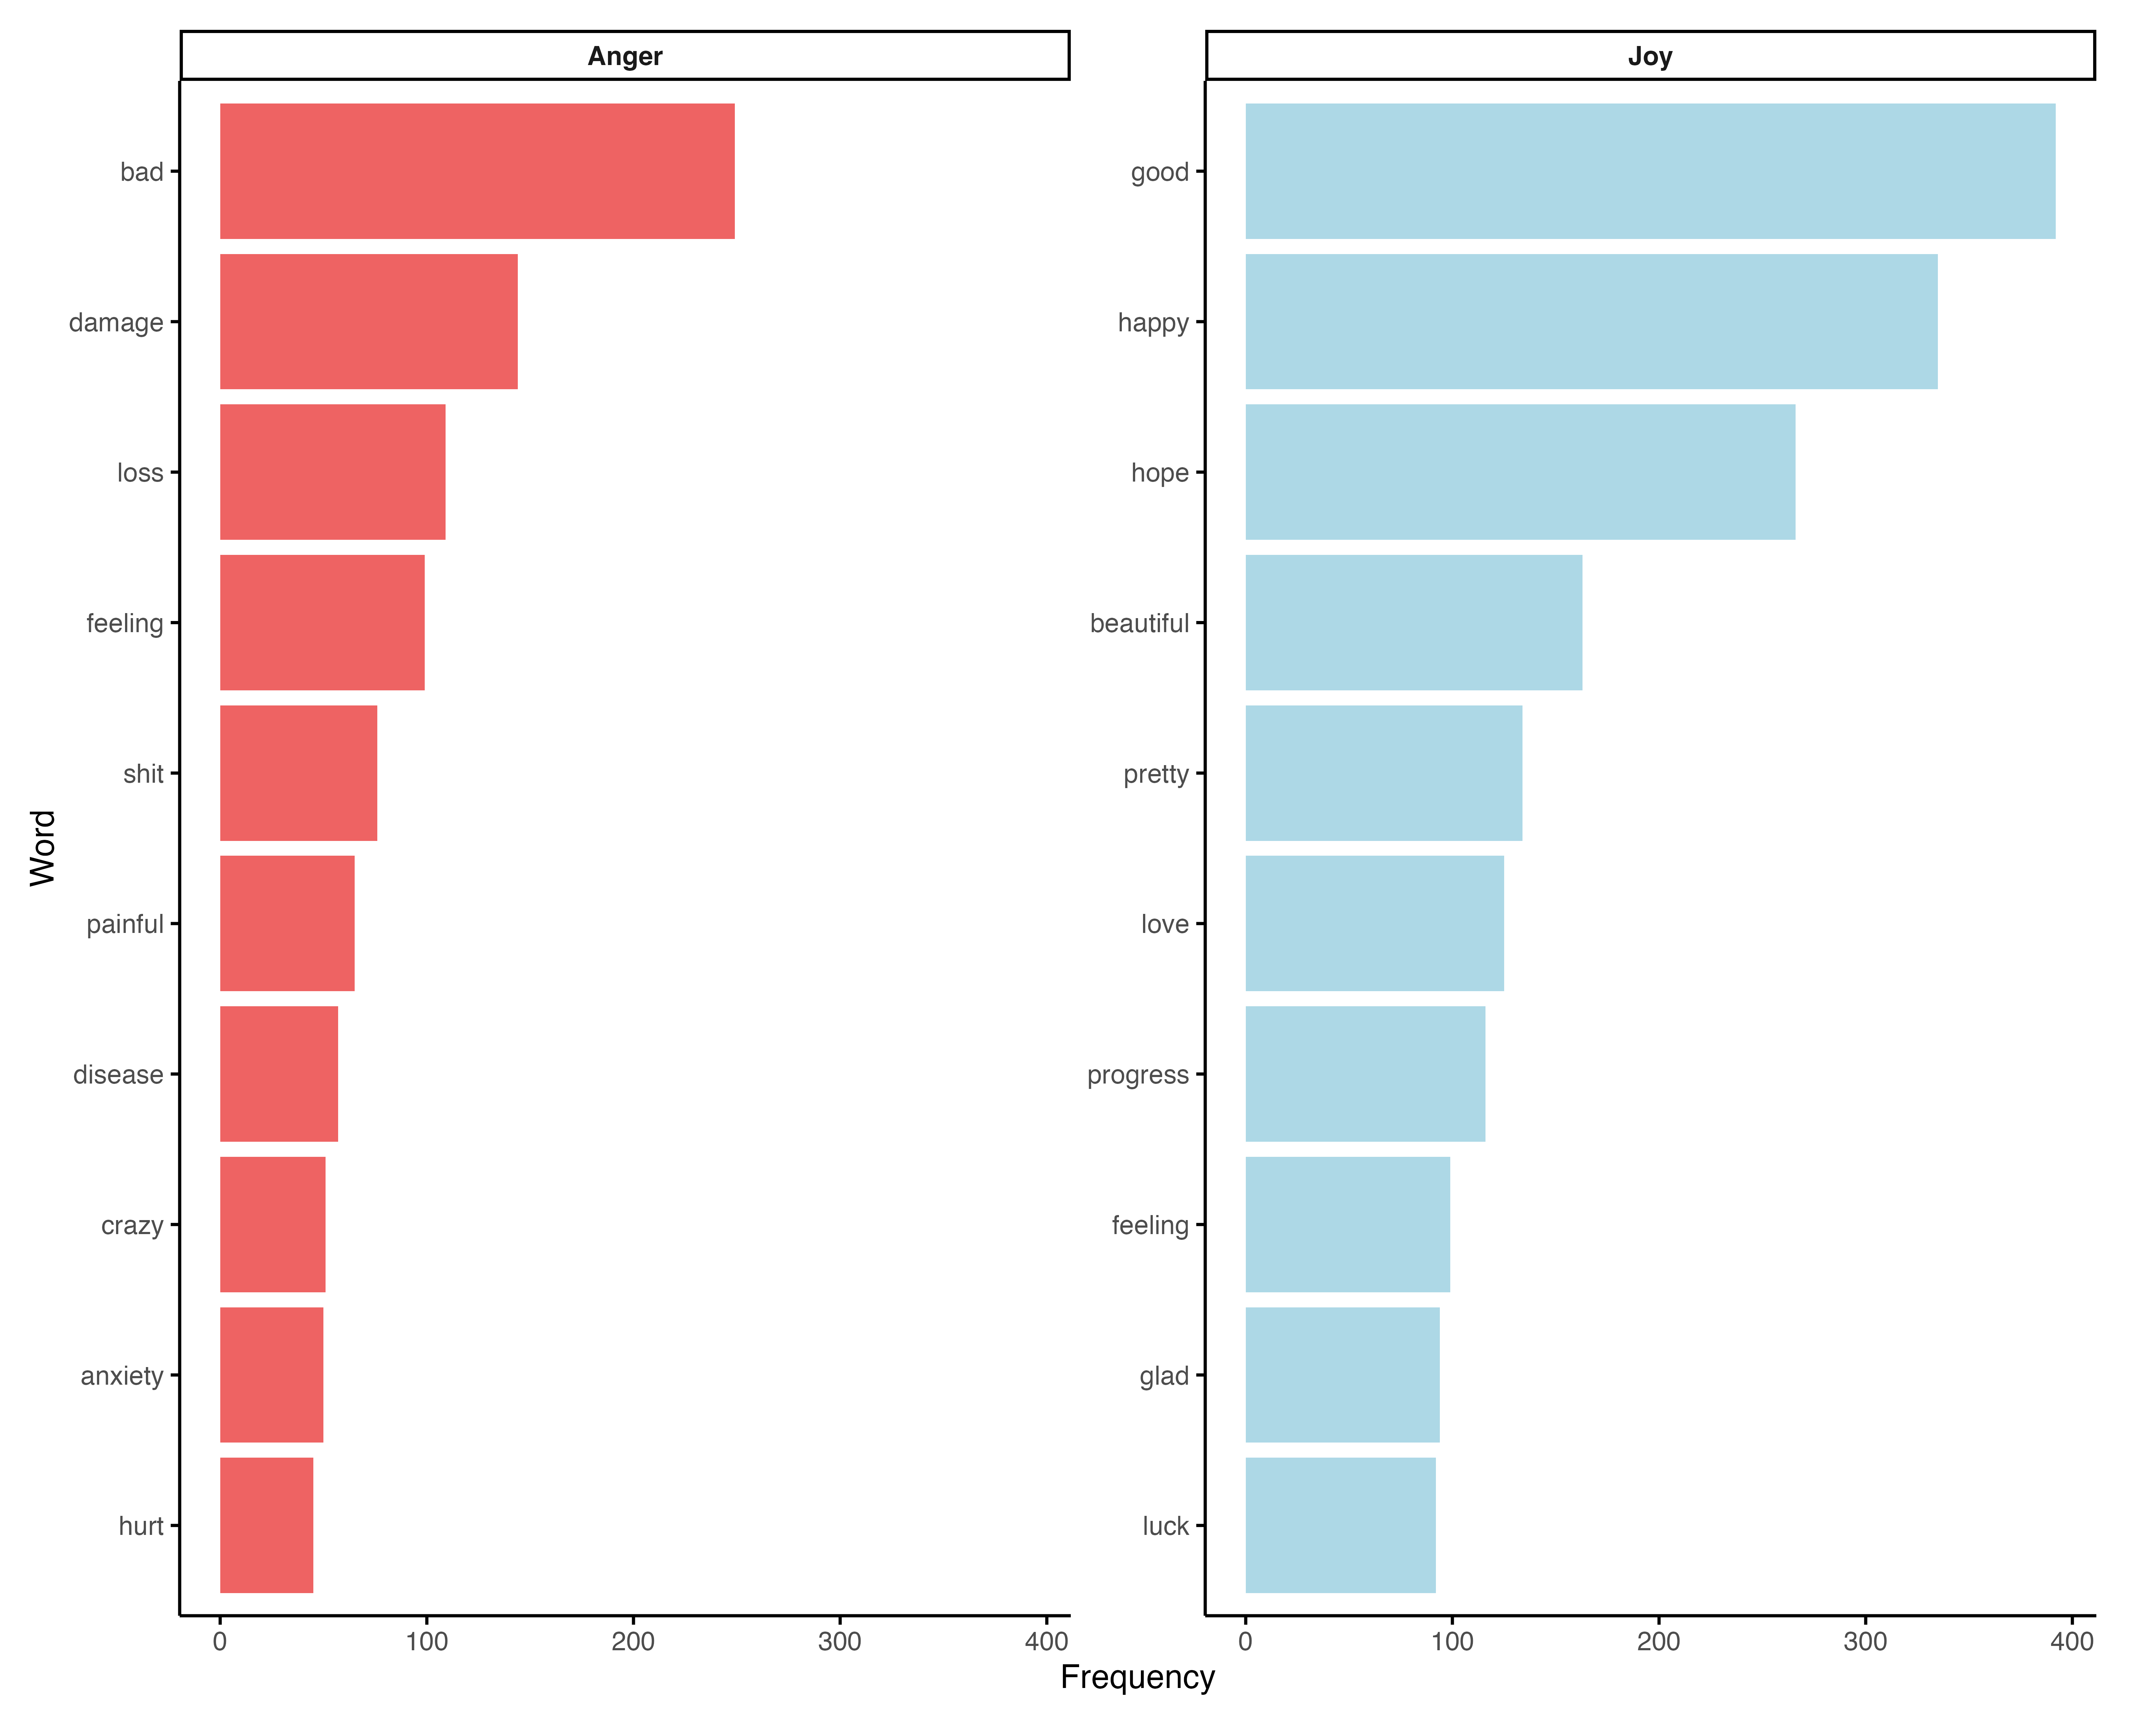 Anger
Joy
bad
damage
loss
feeling
shit
painful
disease
crazy
anxiety
hurt
good
happy
hope
beautiful
pretty
love
progress
feeling
glad
luck
Word
0 100 200 300 400
0 100 200 300 400
Frequency